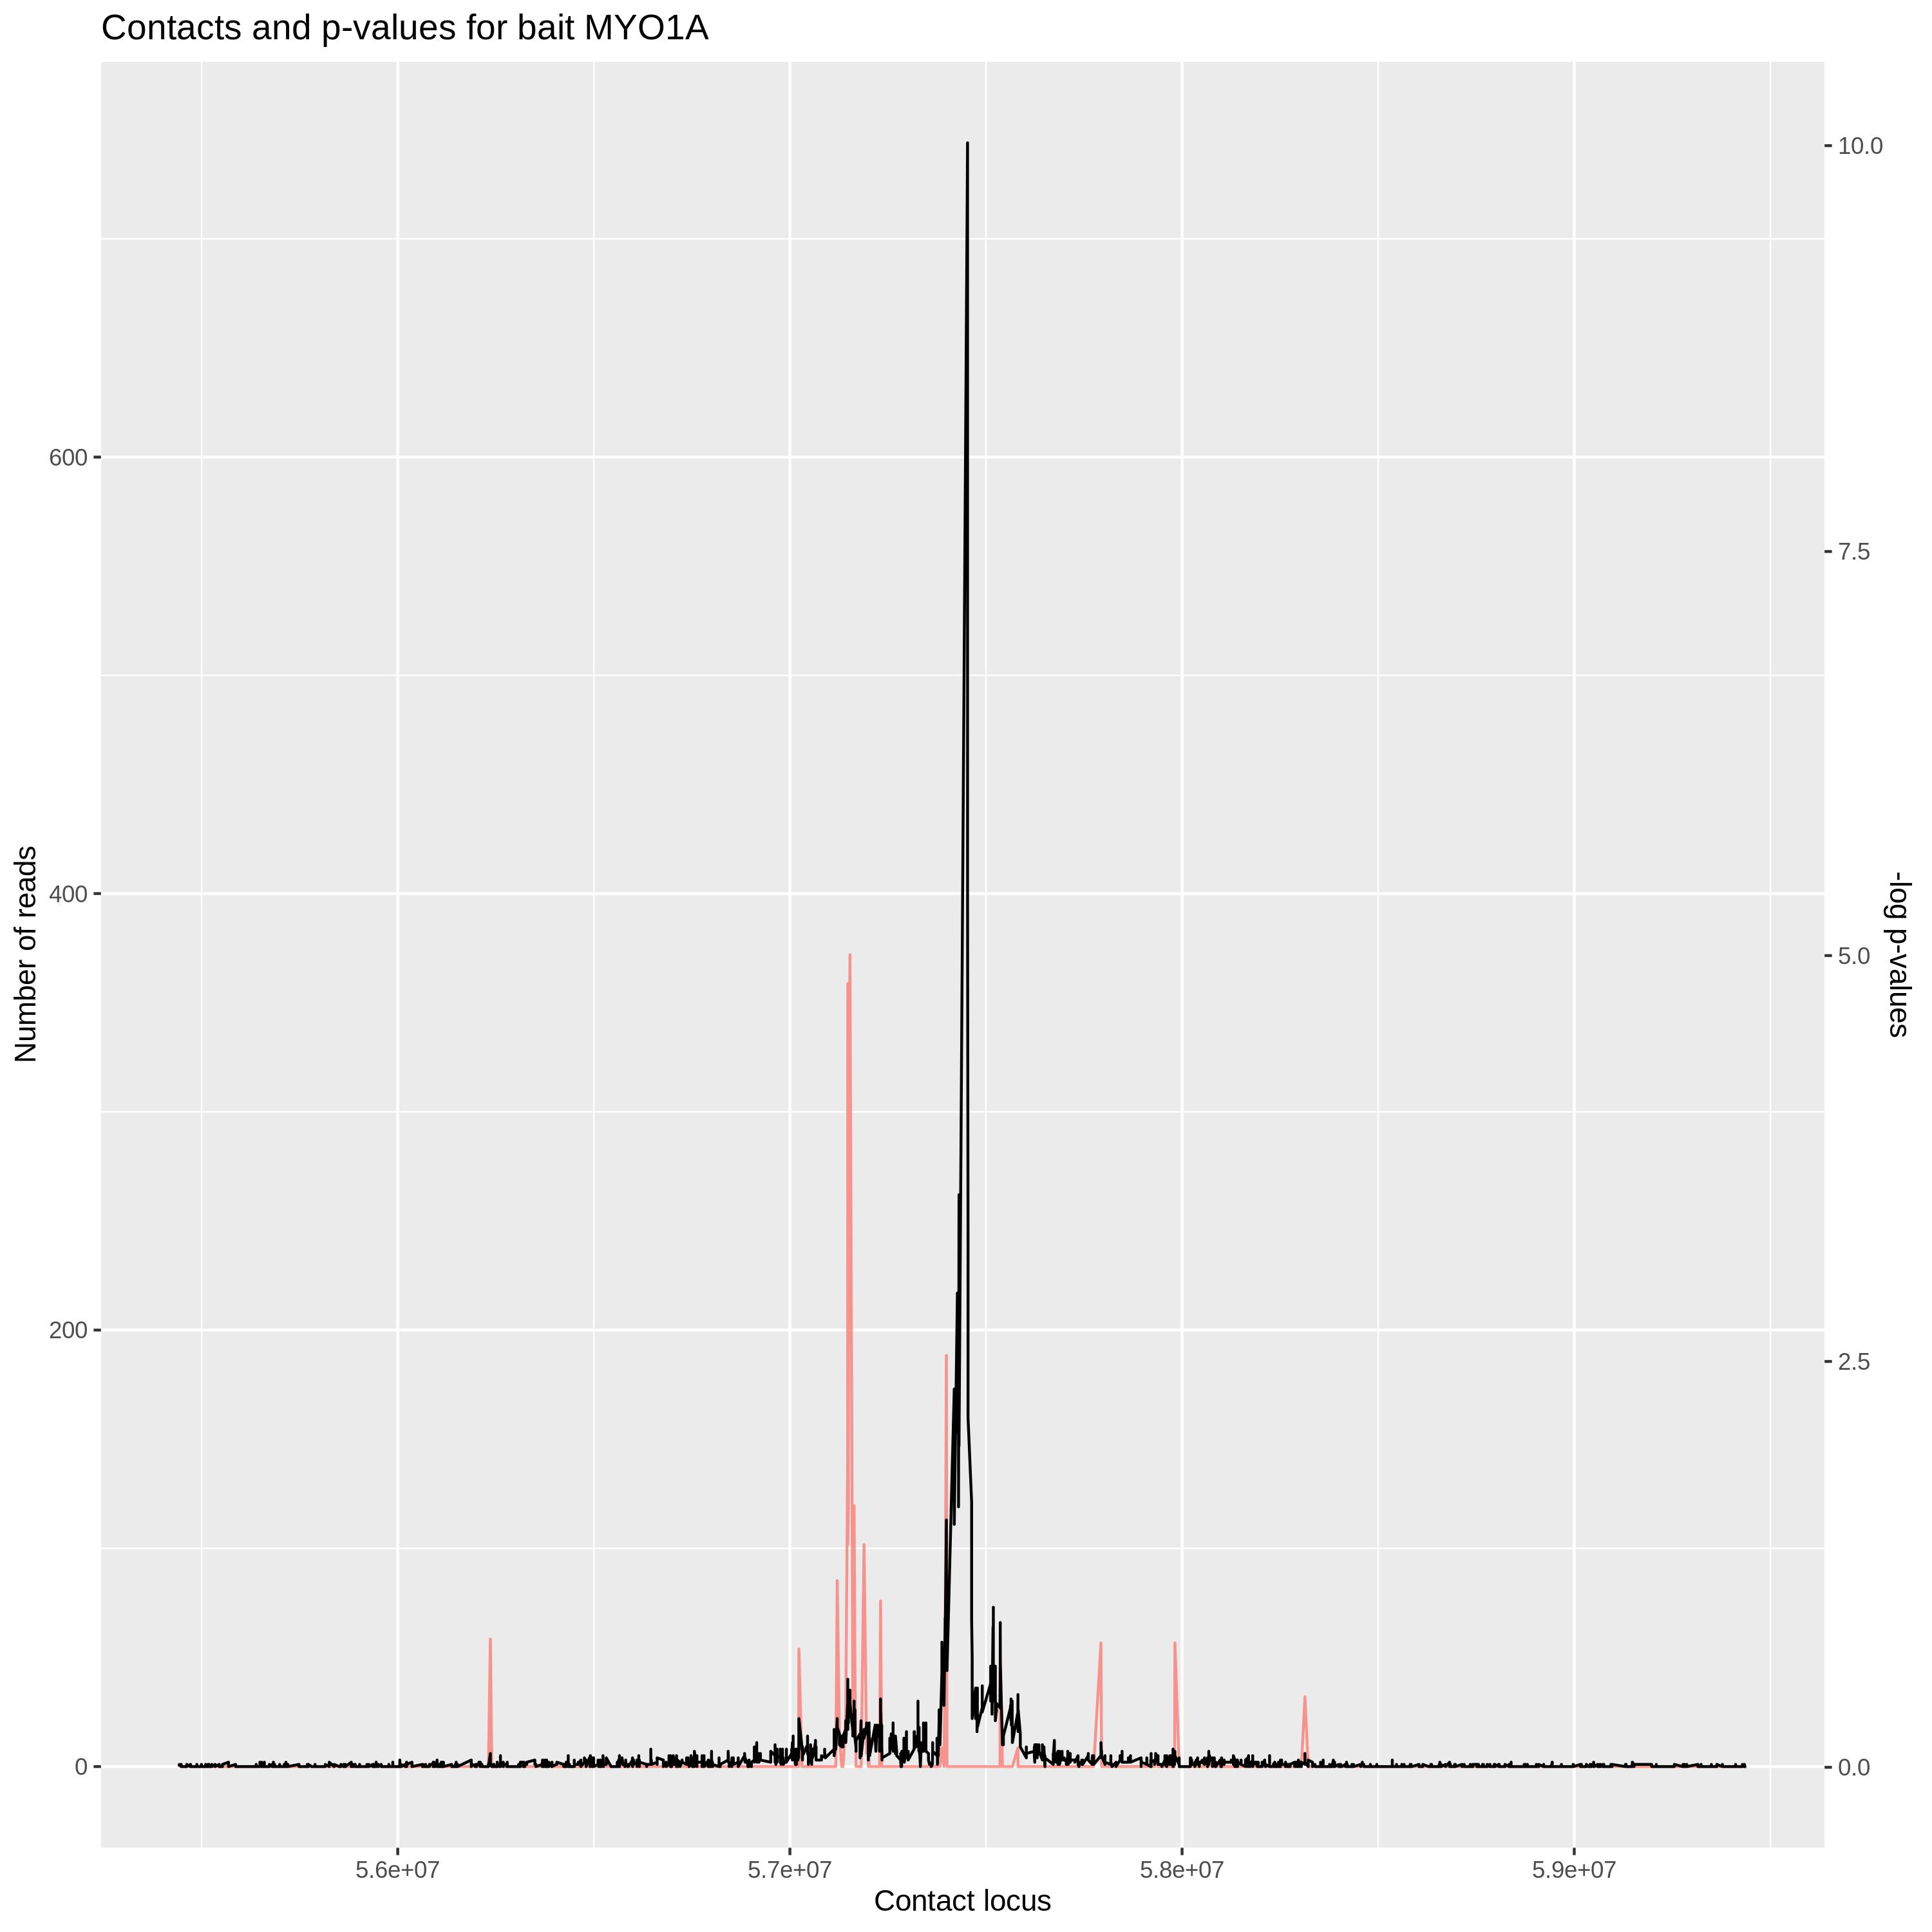 Contacts and p-values for bait MYO1A
Number of reads
600
400
200
0
10.0
7.5
5.0
2.5
0.0
-log p-values
5.6e+07
5.7e+07
5.8e+07
5.9e+07
Contact locus